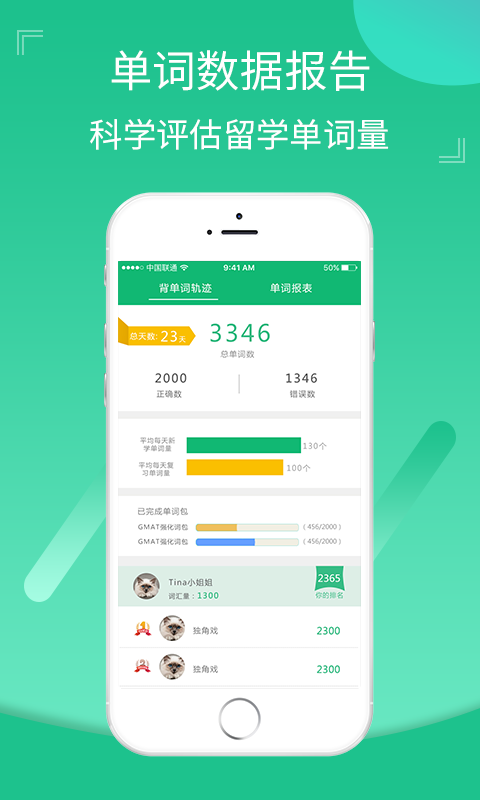 单词数据报告
科学评估留学单词量
中国联通 9:41 AM 50%
背单词轨迹 单词报表
总天数: 23天
3346
总单词数
2000 1346
正确数 错误数
平均每天新
学单词量
130个
平均每天复
习单词量
100个
已完成单词包
GMAT强化词包 (456/2000)
GMAT强化词包 (456/2000)
Tina小姐姐 2365
词汇量：1300 你的排名
1 独角戏 2300
2 独角戏 2300